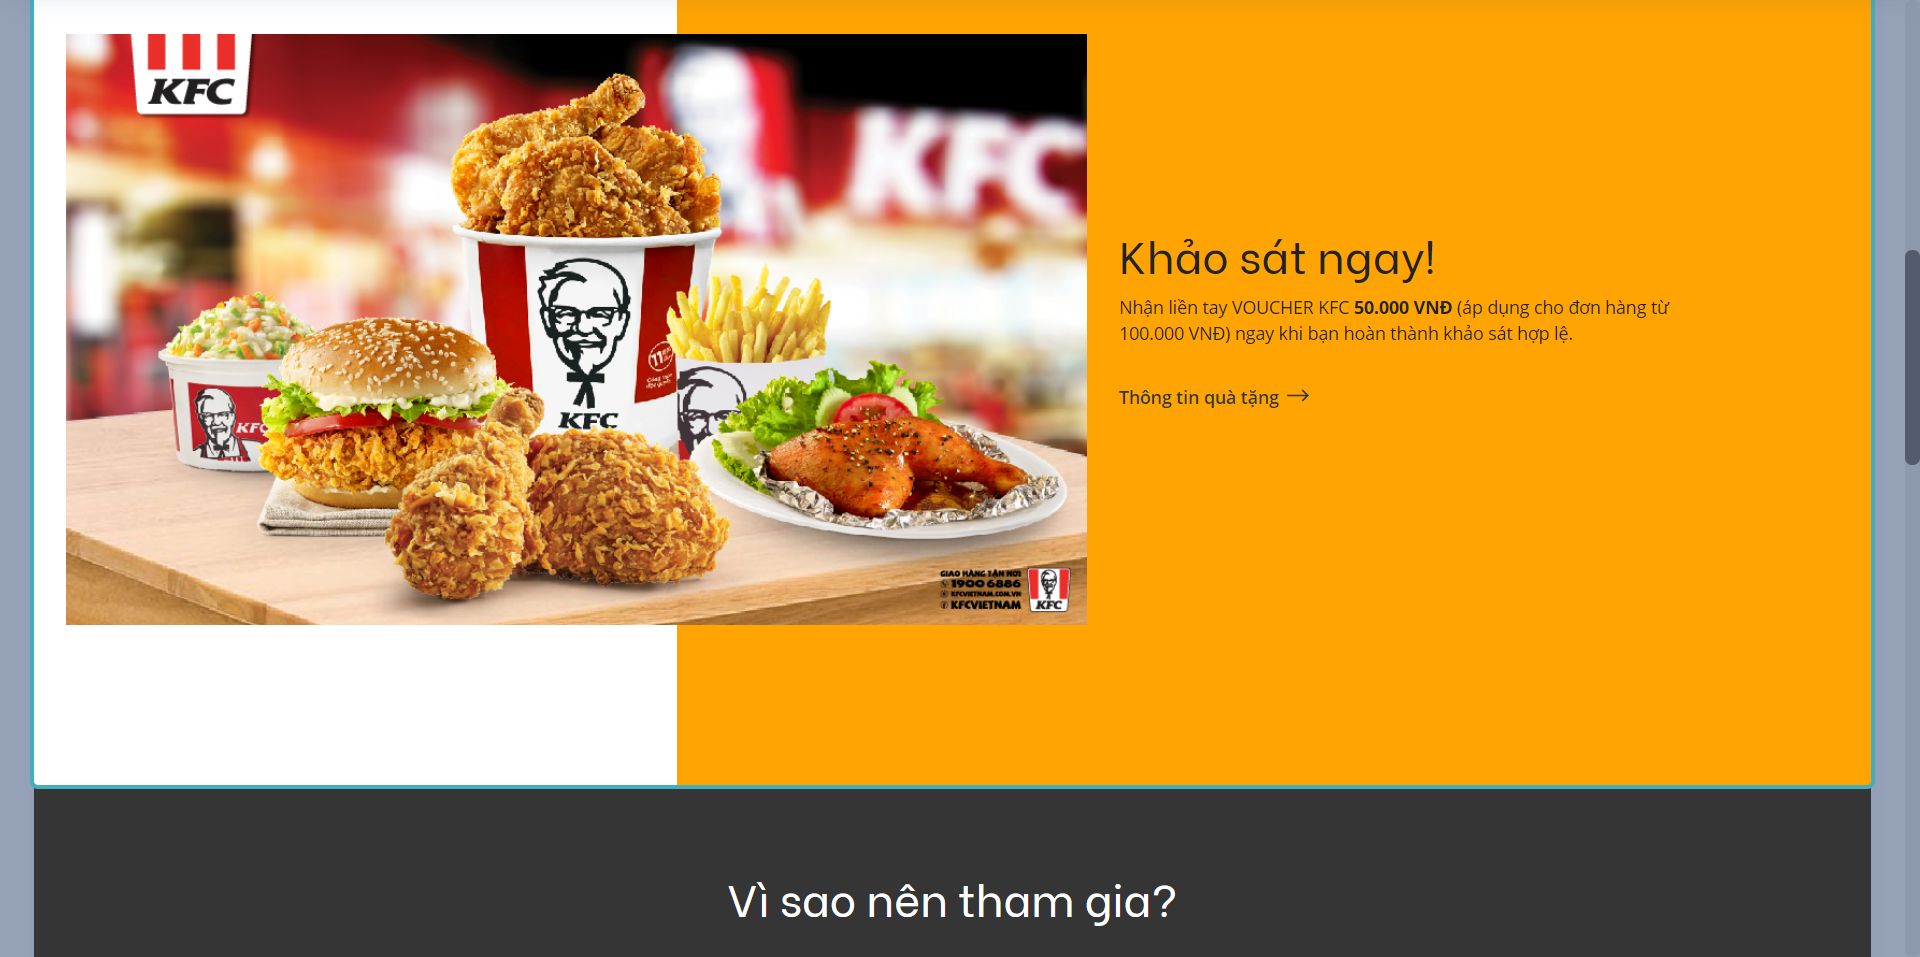 KFC
KFC
Khảo sát ngay!
Nhận liền tay VOUCHER KFC 50.000 VNĐ (áp dụng cho đơn hàng từ
100.000 VNĐ) ngay khi bạn hoàn thành khảo sát hợp lệ.
Thông tin quà tặng
KFC
KFC
GIAO HÀNG TẬN NƠI
1900 6886
KFCVIETNAM.COM.VN
KFCVIETNAM
KFC
Vì sao nên tham gia?